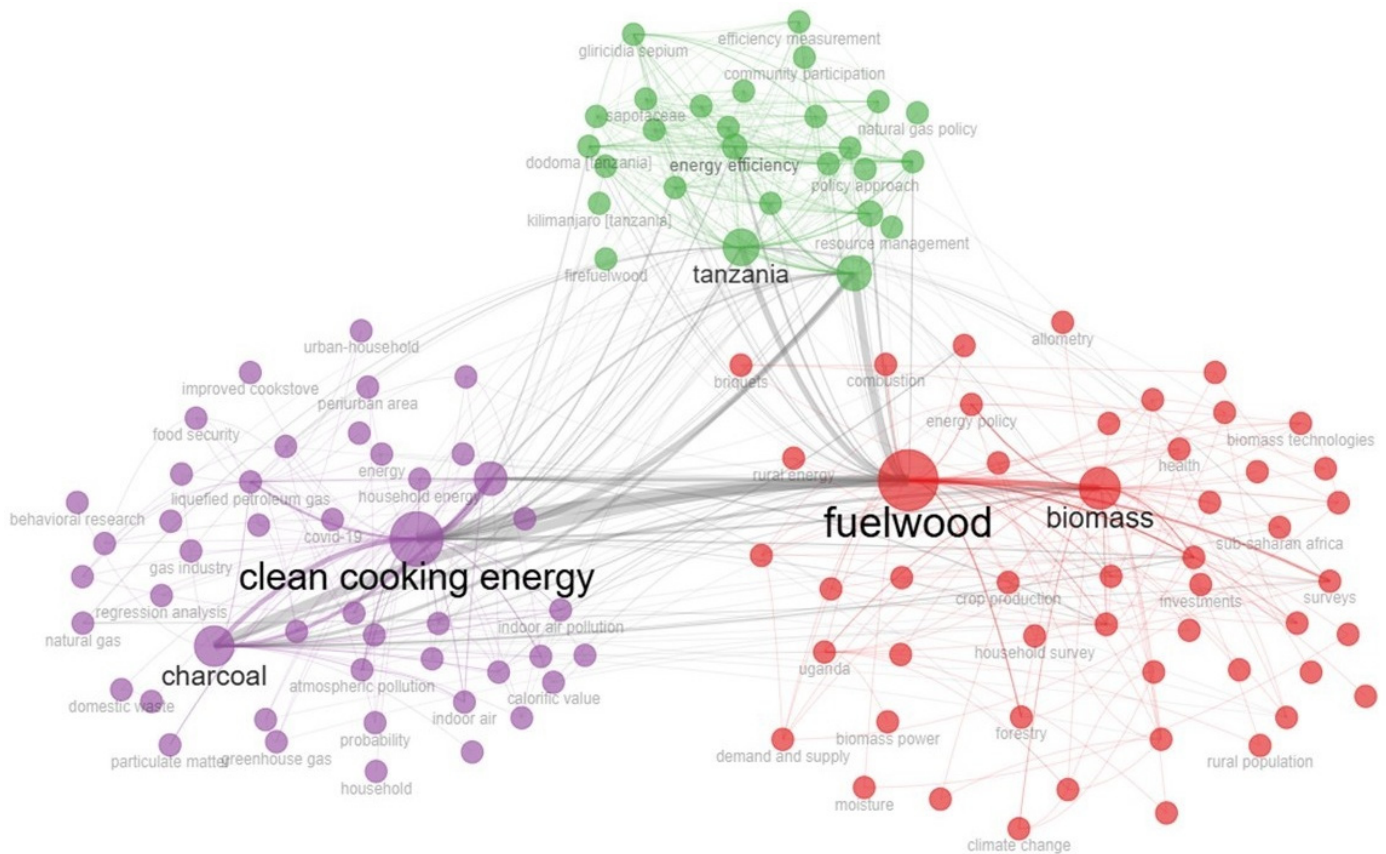 efficiency measurement
gliricidia sepium
community participation
sapotaceae
natural gas policy
dodoma [tanzania]
energy efficiency
policy approach
kilimanjaro [tanzania]
resource management
firefuelwood
tanzania
allometry
urban-household
briquets
combustion
improved cookstove
periurban area
energy policy
food security
biomass technologies
energy
health
rural energy
household energy
liquefied petroleum gas
behavioral research
fuelwood
biomass
covid-19
sub-saharan africa
gas industry
clean cooking energy
crop production
investments
surveys
regression analysis
indoor air pollution
natural gas
household survey
uganda
charcoal
atmospheric pollution
calorific value
domestic waste
indoor air
forestry
probability
biomass power
demand and supply
greenhouse gas
particulate matter
rural population
household
moisture
climate change